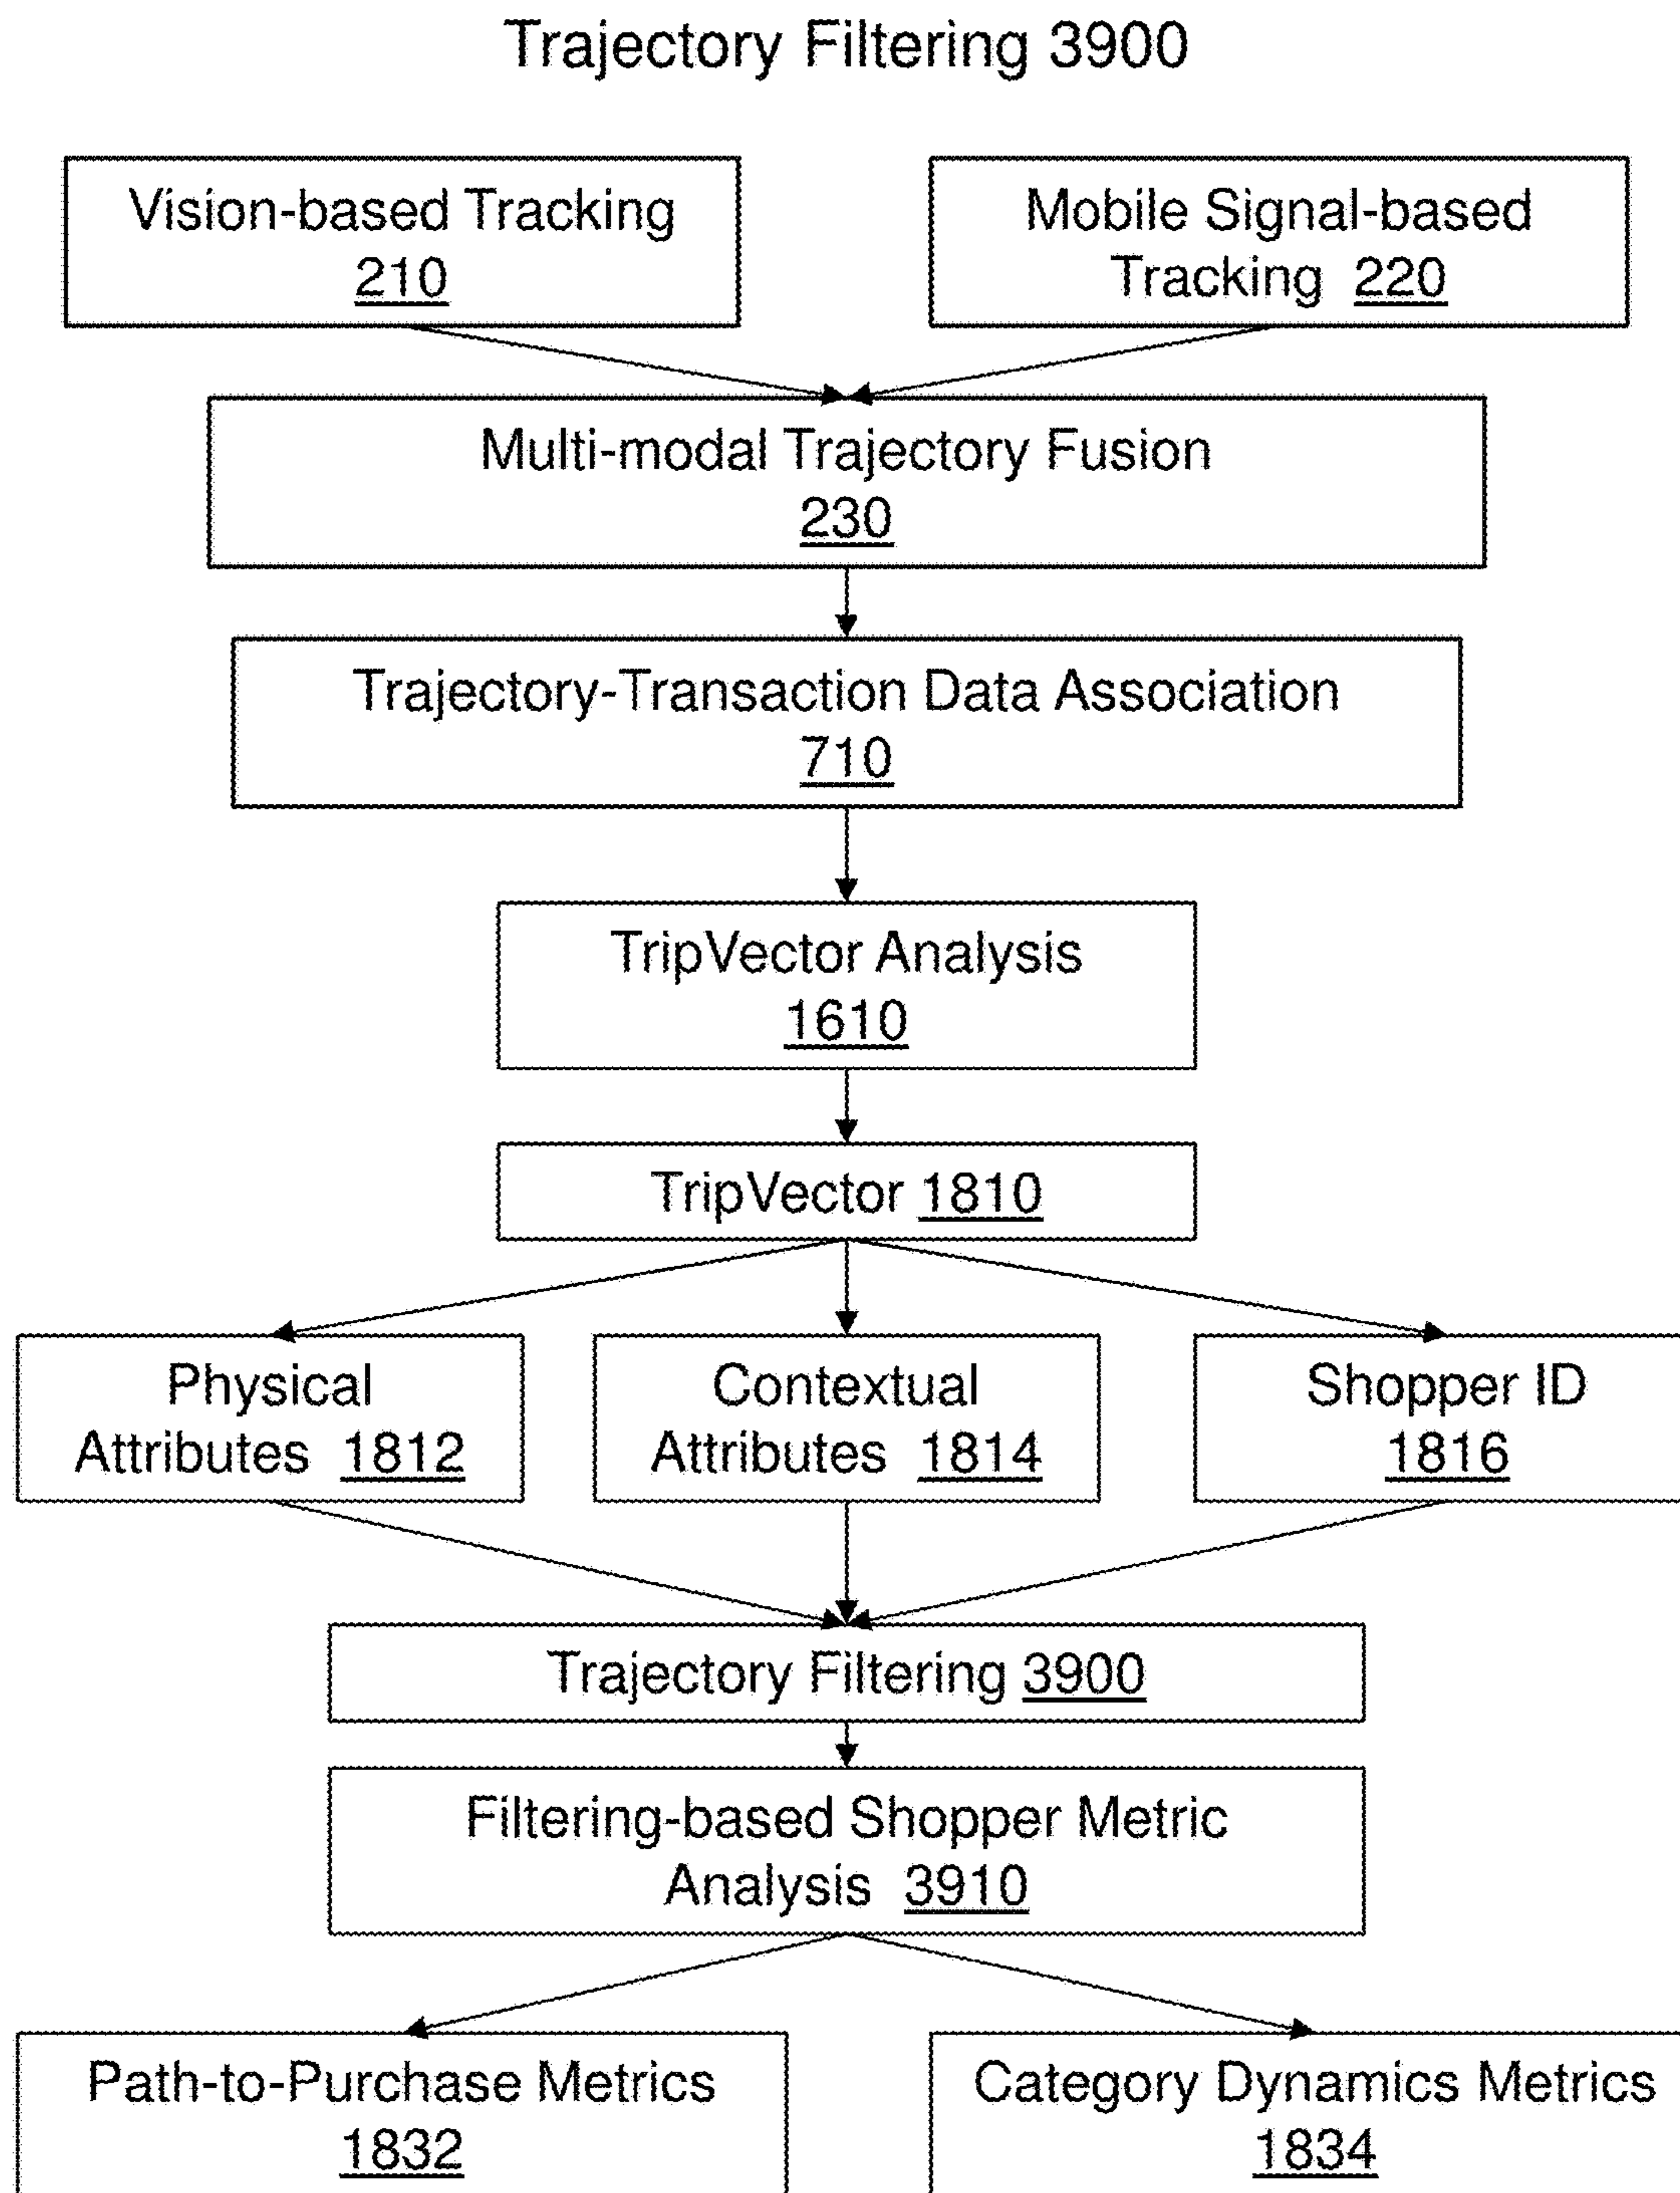 Trajectory Filtering 3900
Vision-based Tracking
210
Mobile Signal-based
Tracking 220
Multi-modal Trajectory Fusion
230
Trajectory-Transaction Data Association
710
TripVector Analysis
1610
TripVector 1810
Physical
Attributes 1812
Contextual
Attributes 1814
Shopper ID
1816
Trajectory Filtering 3900
Filtering-based Shopper Metric
Analysis 3910
Path-to-Purchase Metrics
1832
Category Dynamics Metrics
1834